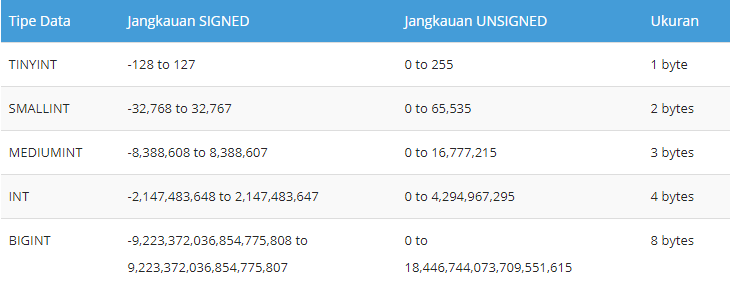 Tipe Data Jangkauan SIGNED Jangkauan UNSIGNED Ukuran
TINYINT -128 to 127 0 to 255 1 byte
SMALLINT -32,768 to 32,767 0 to 65,535 2 bytes
MEDIUMINT -8,388,608 to 8,388,607 0 to 16,777,215 3 bytes
INT -2,147,483,648 to 2,147,483,647 0 to 4,294,967,295 4 bytes
BIGINT -9,223,372,036,854,775,808 to 0 to 8 bytes
9,223,372,036,854,775,807 18,446,744,073,709,551,615